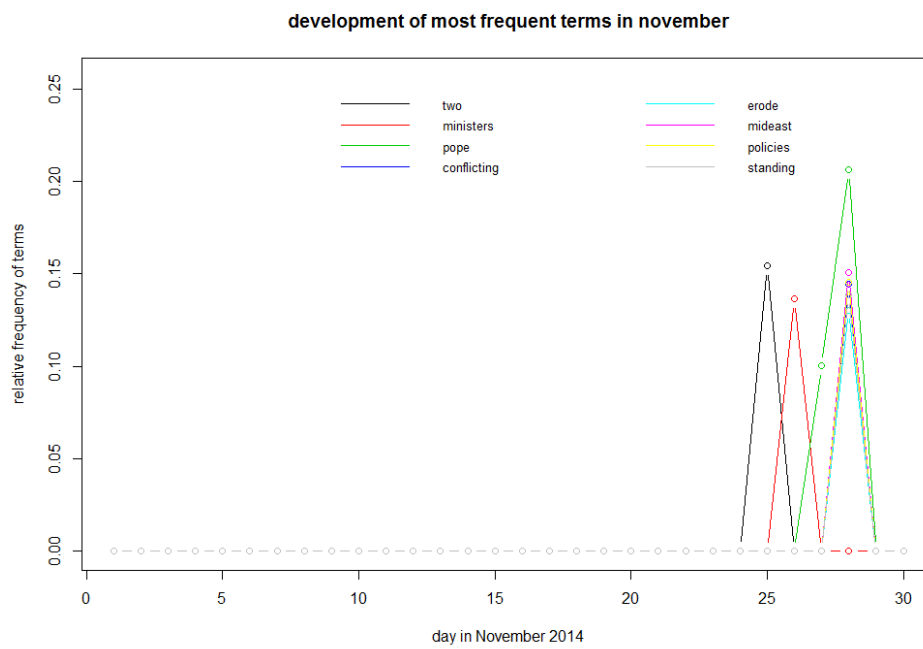 development of most frequent terms in november
0.25
0.20
0.15
0.10
0.05
0.00
relative frequency of terms
two
ministers
pope
conflicting
erode
mideast
policies
standing
0 5 10 15 20 25 30
day in November 2014